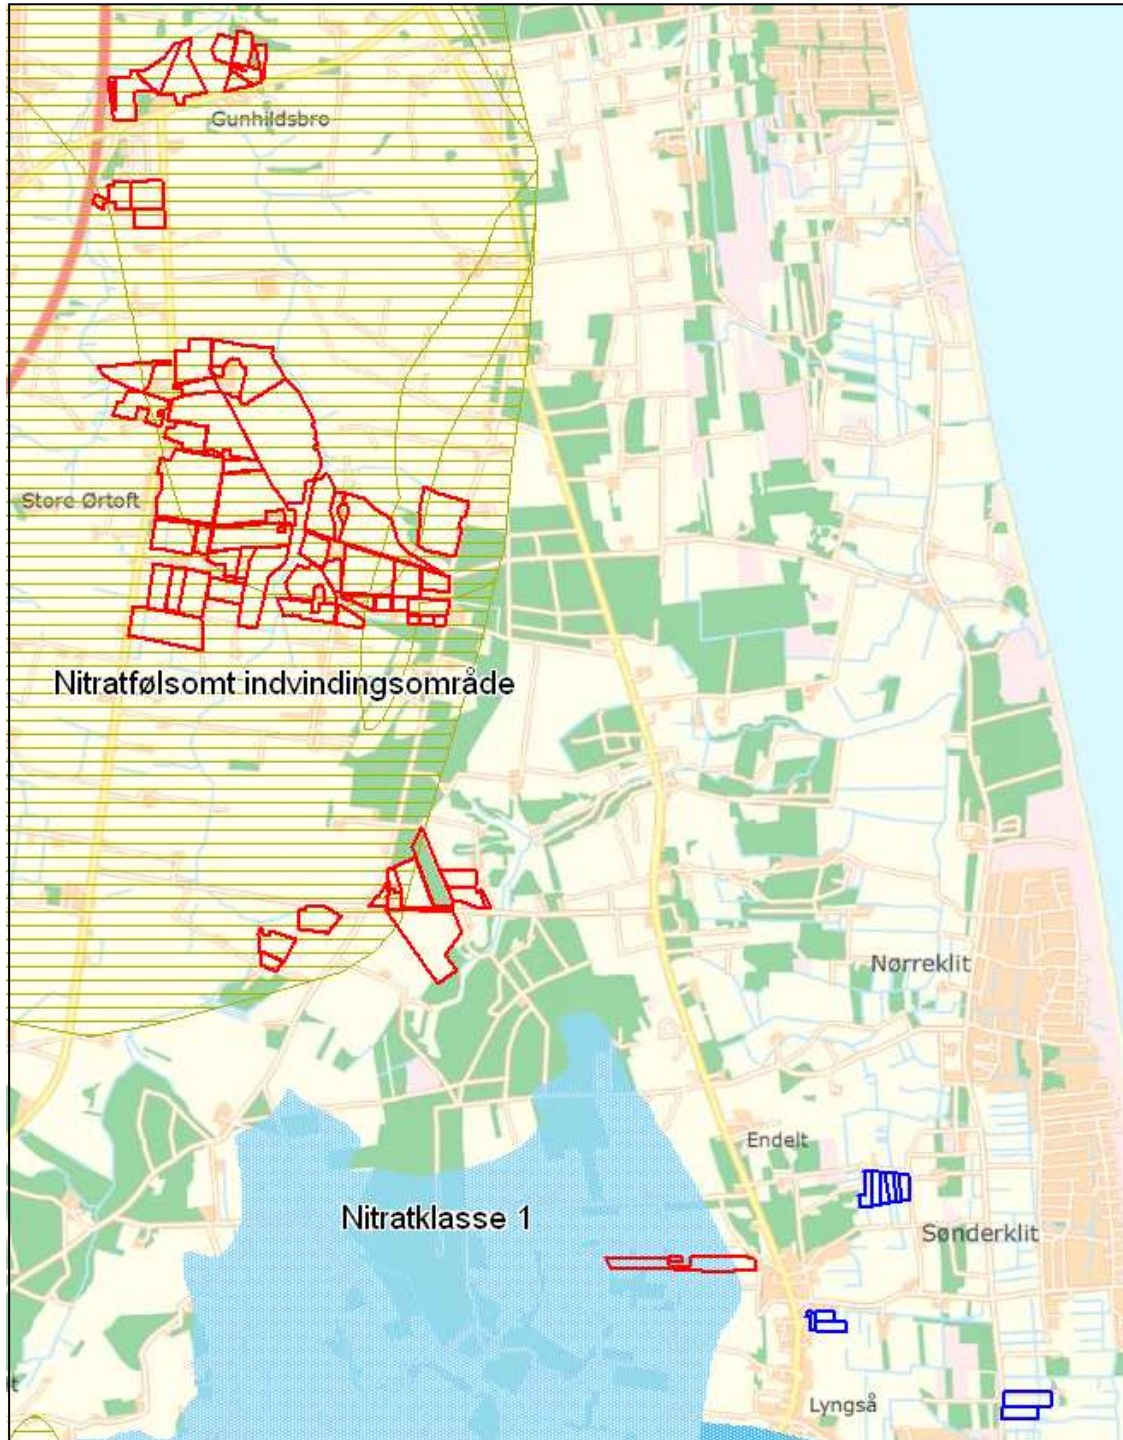 Gunhildsbro
Store Ørtoft
Nitratfølsomt indvindingsområde
Nørreklit
Endelt
Nitratklasse 1
Sønderklit
Lyngså